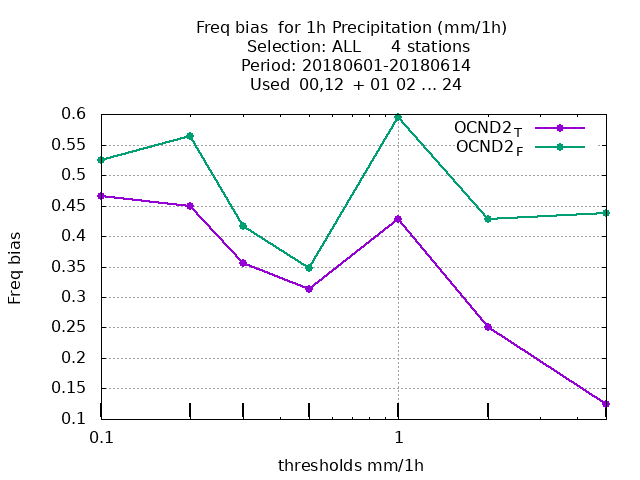 Freq bias  for 1h Precipitation (mm/1h)
Selection: ALL      4 stations
Period: 20180601-20180614
Used  00,12  + 01 02 ... 24
OCND2T
OCND2F
0.6
0.55
0.5
0.45
0.4
0.35
0.3
0.25
0.2
0.15
0.1
Freq bias
0.1
1
thresholds mm/1h